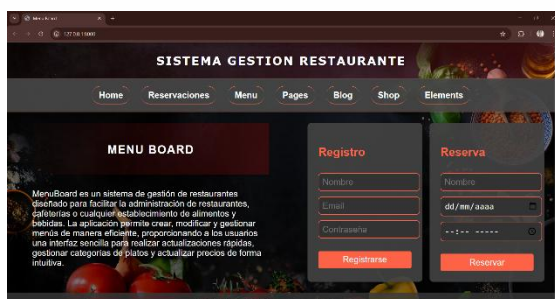 Menu Board
127.0.0.1:5000
SISTEMA GESTION RESTAURANTE
Home Reservaciones Menu Pages Blog Shop Elements
MENU BOARD
MenuBoard es un sistema de gestión de restaurantes
diseñado para facilitar la administración de restaurantes,
cafeterías o cualquier establecimiento de alimentos y
bebidas. La aplicación permite crear, modificar y gestionar
menús de manera eficiente, proporcionando a los usuarios
una interfaz sencilla para realizar actualizaciones rápidas,
gestionar categorías de platos y actualizar precios de forma
intuitiva.
Registro
Nombre
Email
Contraseña
Registrarse
Reserva
Nombre
dd/mm/aaaa
--:-- -----
Reservar